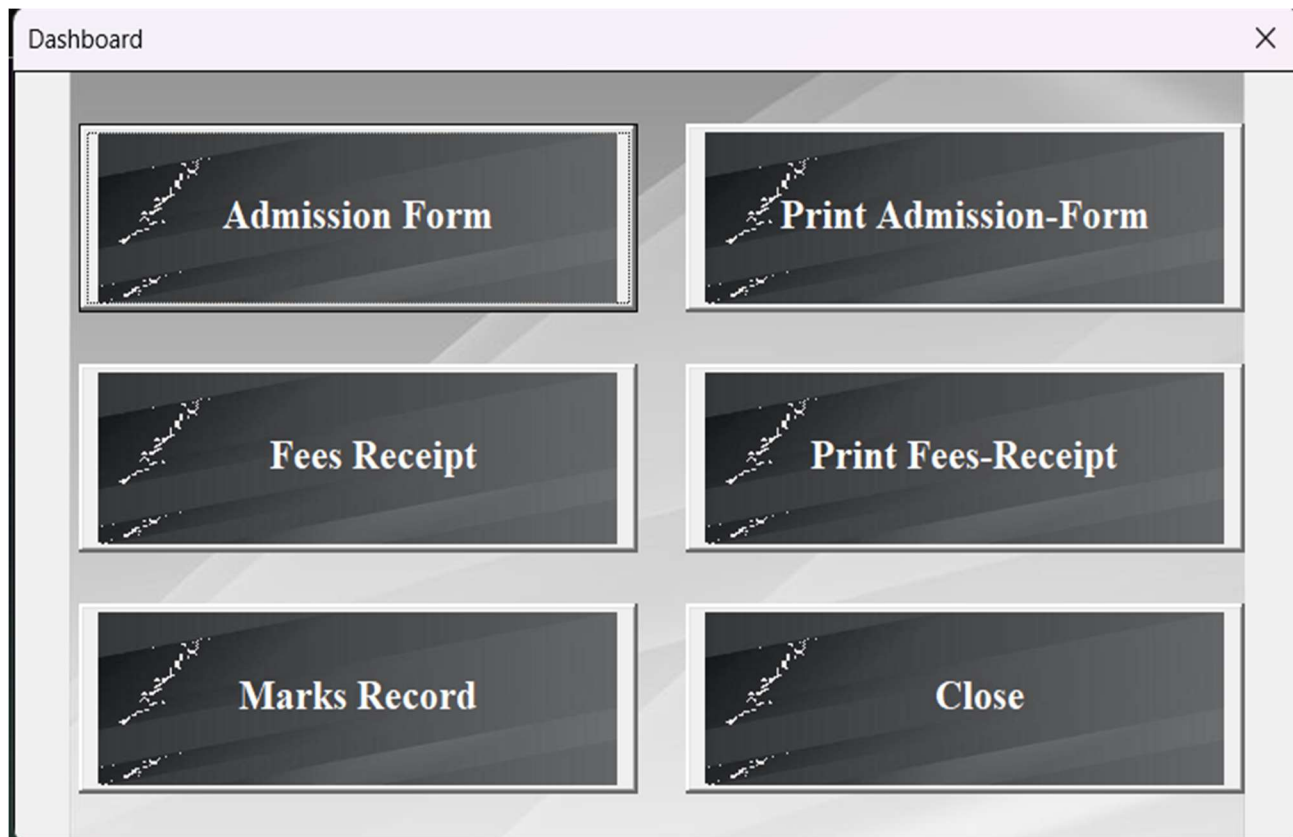 Dashboard
Admission Form
Print Admission-Form
Fees Receipt
Print Fees-Receipt
Marks Record
Close